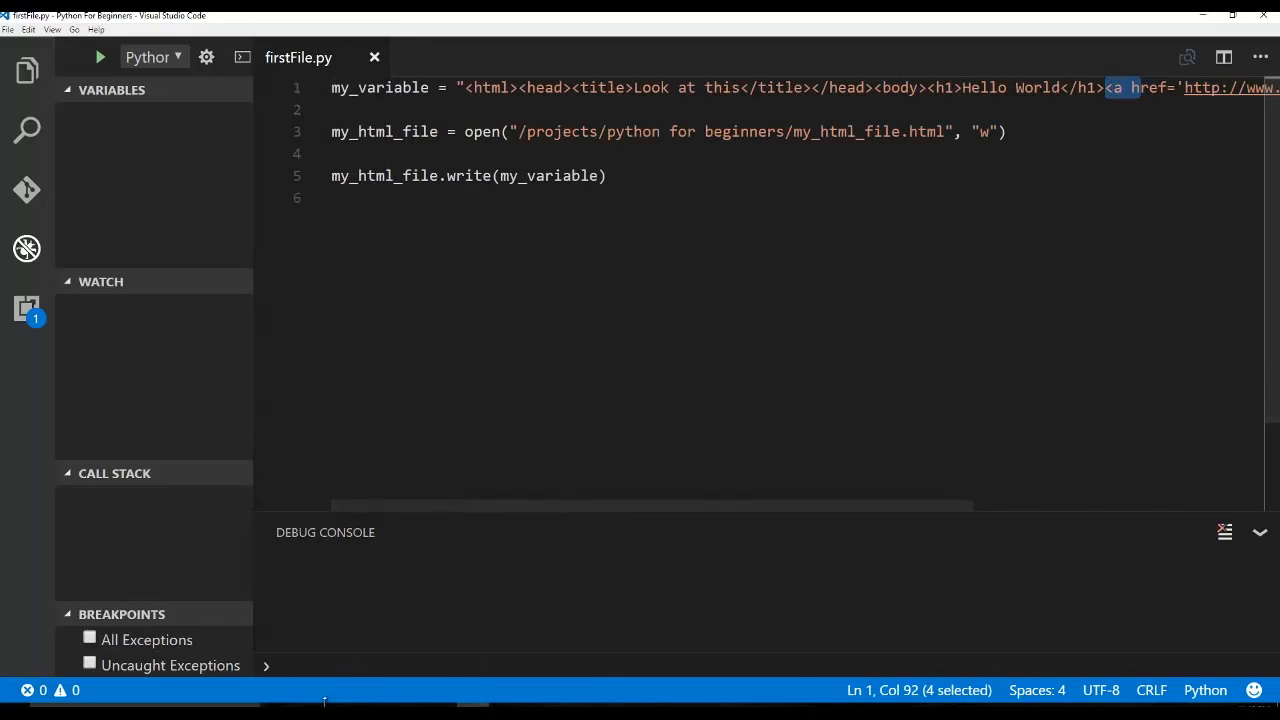 firstFile.py - Python For Beginners - Visual Studio Code
File Edit View Go Help
Python
firstFile.py
VARIABLES
1 my_variable = "<html><head><title>Look at this</title></head><body><h1>Hello World</h1><a href='http://www.
2
3 my_html_file = open("/projects/python for beginners/my_html_file.html", "w")
4
5 my_html_file.write(my_variable)
6
WATCH
1
CALL STACK
DEBUG CONSOLE
BREAKPOINTS
All Exceptions
Uncaught Exceptions
0 0 Ln 1, Col 92 (4 selected) Spaces: 4 UTF-8 CRLF Python